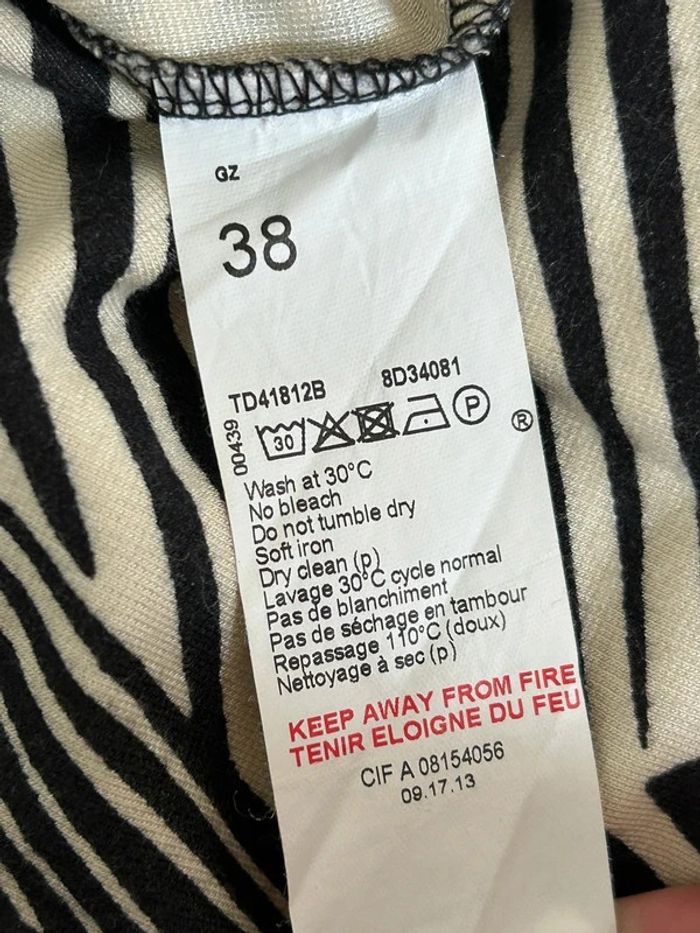 GZ
38
TD41812B 8D34081
00439
30 P ®
Wash at 30°C
No bleach
Do not tumble dry
Soft iron
Dry clean (p)
Lavage 30°C cycle normal
Pas de blanchiment
Pas de séchage en tambour
Repassage 110°C (doux)
Nettoyage à sec (p)
KEEP AWAY FROM FIRE
TENIR ELOIGNE DU FEU
CIF A 08154056
09.17.13